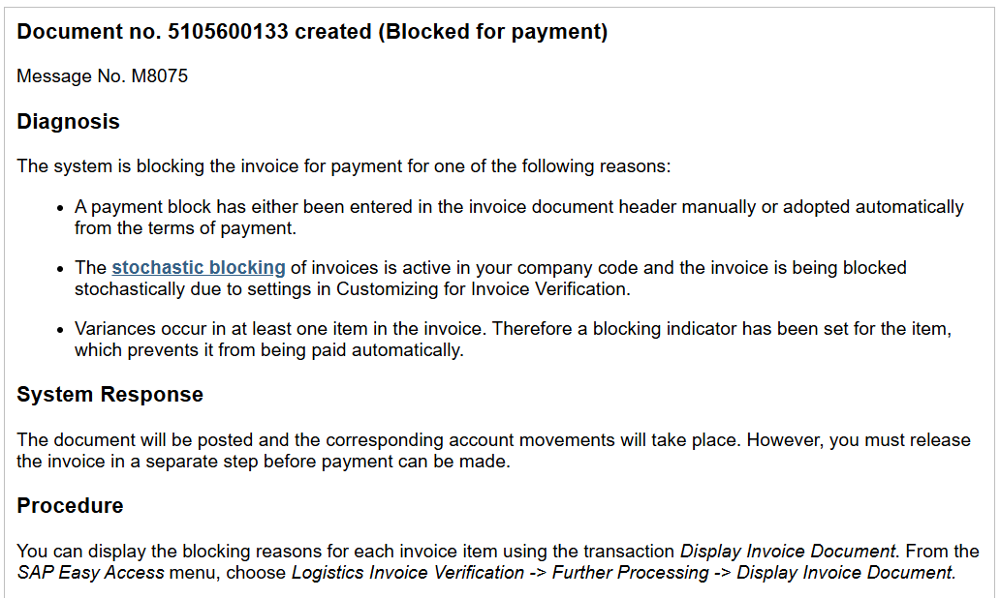 Document no. 5105600133 created (Blocked for payment)
Message No. M8075
Diagnosis
The system is blocking the invoice for payment for one of the following reasons:
• A payment block has either been entered in the invoice document header manually or adopted automatically
from the terms of payment.
• The stochastic blocking of invoices is active in your company code and the invoice is being blocked
stochastically due to settings in Customizing for Invoice Verification.
• Variances occur in at least one item in the invoice. Therefore a blocking indicator has been set for the item,
which prevents it from being paid automatically.
System Response
The document will be posted and the corresponding account movements will take place. However, you must release
the invoice in a separate step before payment can be made.
Procedure
You can display the blocking reasons for each invoice item using the transaction Display Invoice Document. From the
SAP Easy Access menu, choose Logistics Invoice Verification -> Further Processing -> Display Invoice Document.